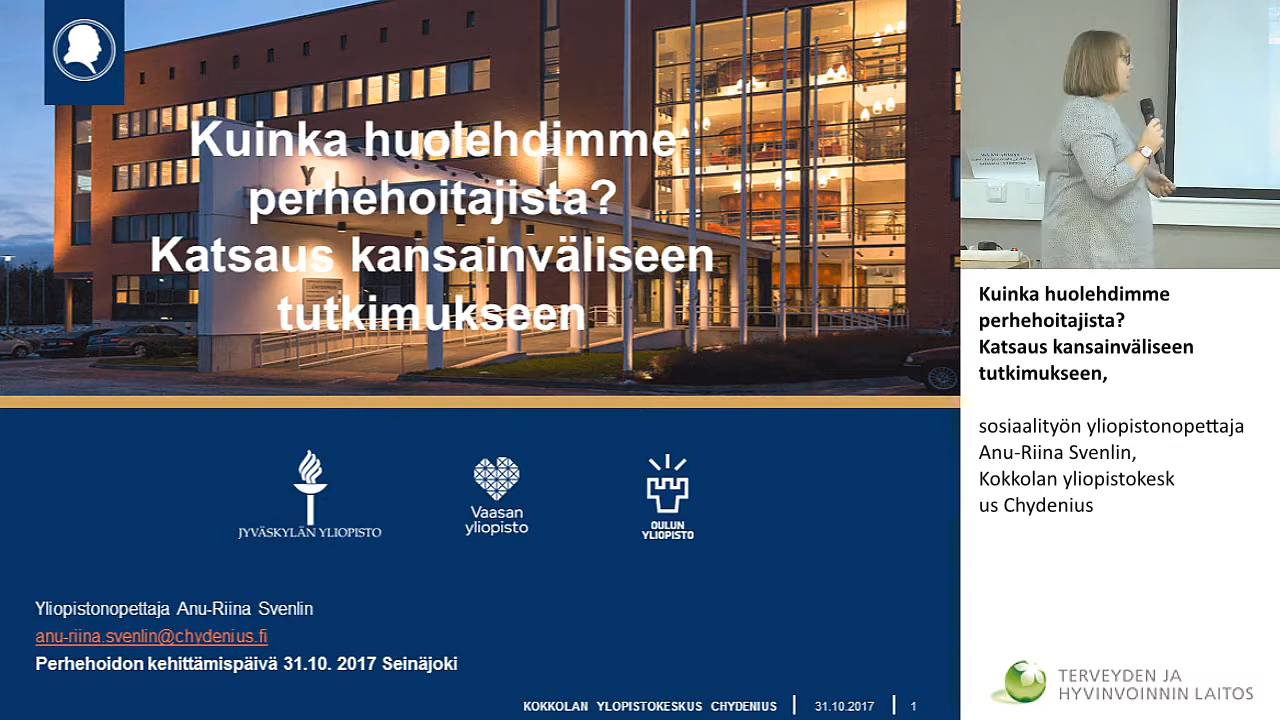 Kuinka huolehdimme
perhehoitajista?
Katsaus kansainväliseen
tutkimukseen
JYVÄSKYLÄN YLIOPISTO
Vaasan
yliopisto
OULUN
YLIOPISTO
Yliopistonopettaja Anu-Riina Svenlin
anu-riina.svenlin@chydenius.fi
Perhehoidon kehittämispäivä 31.10. 2017 Seinäjoki
KOKKOLAN YLOPISTOKESKUS CHYDENIUS | 31.10.2017 | 1
Kuinka huolehdimme
perhehoitajista?
Katsaus kansainväliseen
tutkimukseen,
sosiaalityön yliopistonopettaja
Anu-Riina Svenlin,
Kokkolan yliopistokesk
us Chydenius
TERVEYDEN JA
HYVINVOINNIN LAITOS